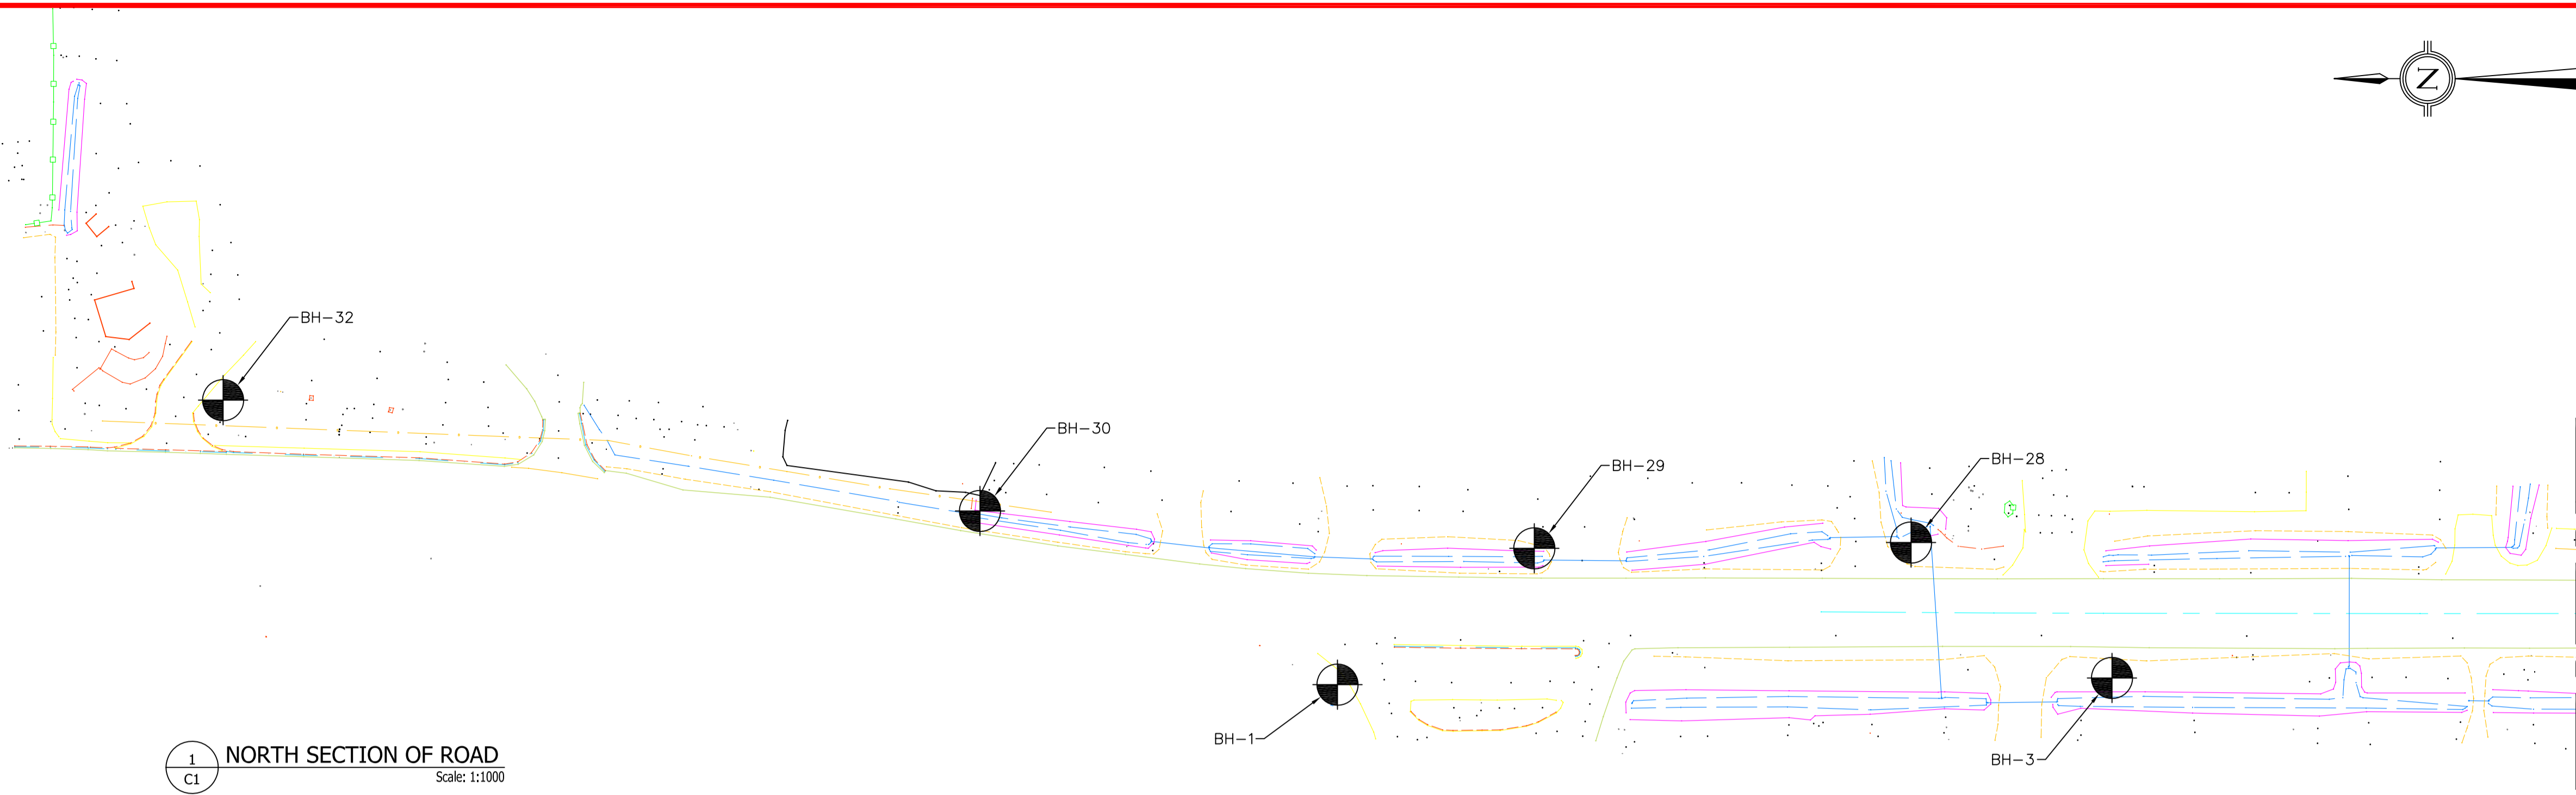 N
BH-32
BH-30
BH-29
BH-28
BH-1
BH-3
1
C1
NORTH SECTION OF ROAD
Scale: 1:1000